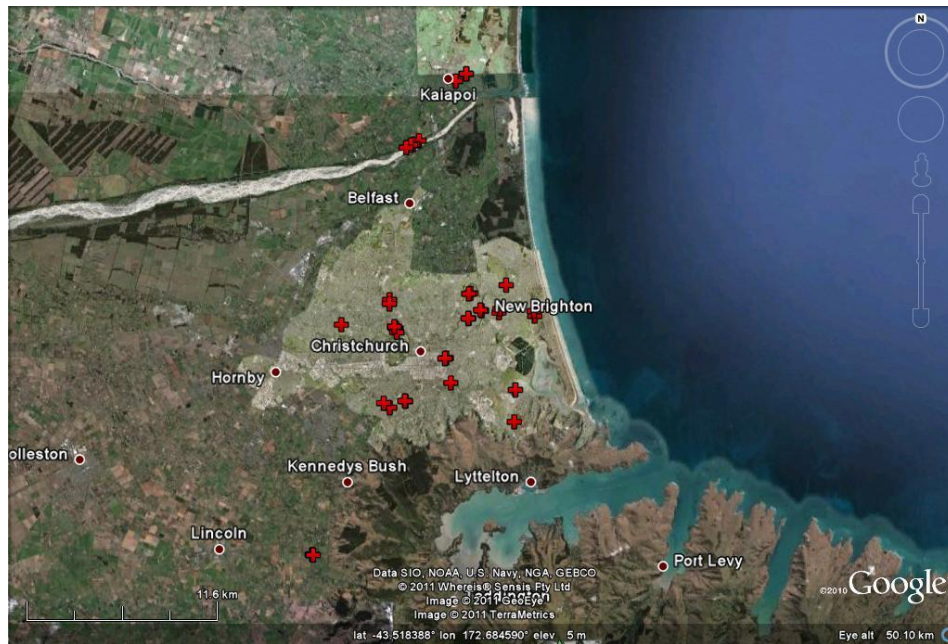 N
Kaiapoi
Belfast
New Brighton
Christchurch
Hornby
olleston
Kennedys Bush
Lyttelton
Lincoln
Port Levy
Data SIO, NOAA, U.S. Navy, NGA, GEBCO
© 2011 Whereis® Sensis Pty Ltd
Image © 2011 GeoEye
Image © 2011 TerraMetrics
11.6 km
©2010 Google
lat -43.518388° lon 172.684590° elev 5 m
Eye alt 50.10 km